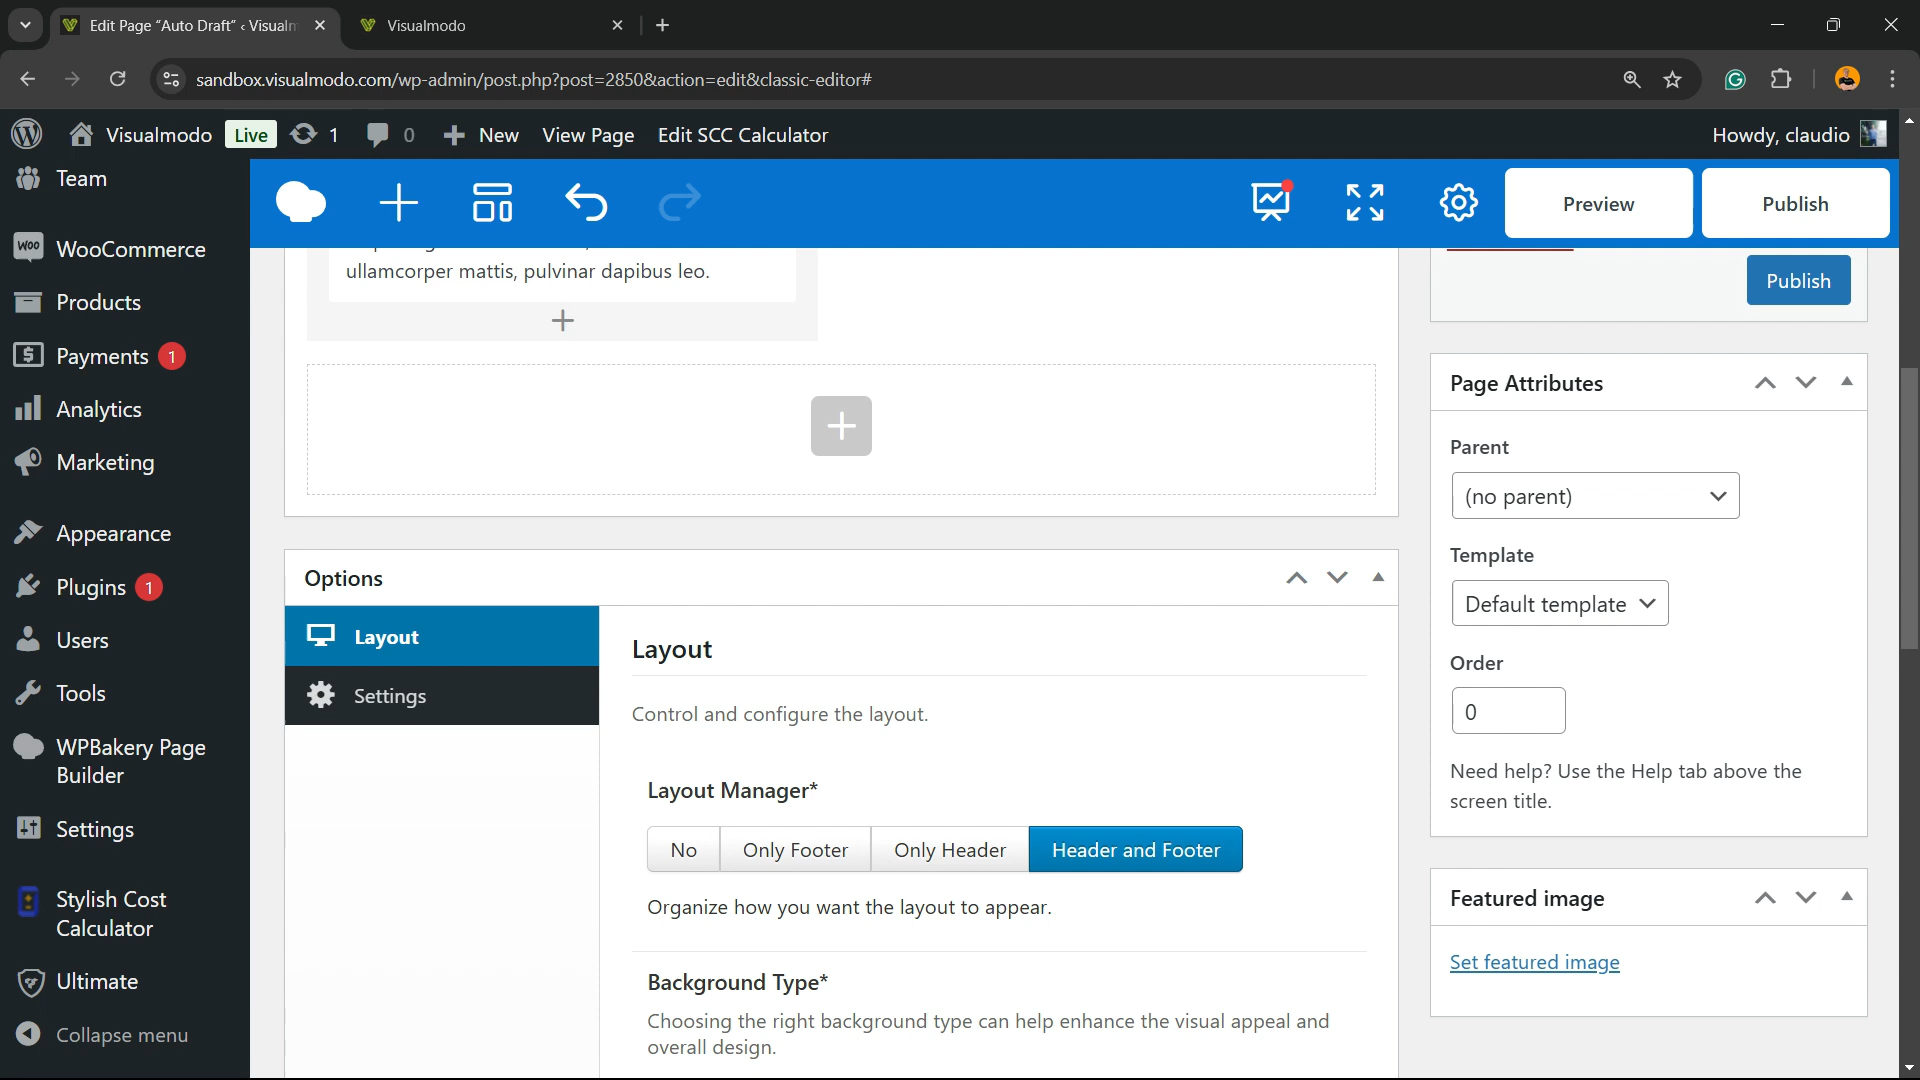 Edit Page "Auto Draft" ‹ Visualm
Visualmodo
sandbox.visualmodo.com/wp-admin/post.php?post=2850&action=edit&classic-editor#
Visualmodo Live 1 0 New View Page Edit SCC Calculator Howdy, claudio
Team
WooCommerce
Products
Payments 1
Analytics
Marketing
Appearance
Plugins 1
Users
Tools
WPBakery Page
Builder
Settings
Stylish Cost
Calculator
Ultimate
Collapse menu
Preview
Publish
ullamcorper mattis, pulvinar dapibus leo.
Options
Layout
Settings
Layout
Control and configure the layout.
Layout Manager*
No Only Footer Only Header Header and Footer
Organize how you want the layout to appear.
Background Type*
Choosing the right background type can help enhance the visual appeal and
overall design.
Publish
Page Attributes
Parent
(no parent)
Template
Default template
Order
0
Need help? Use the Help tab above the
screen title.
Featured image
Set featured image